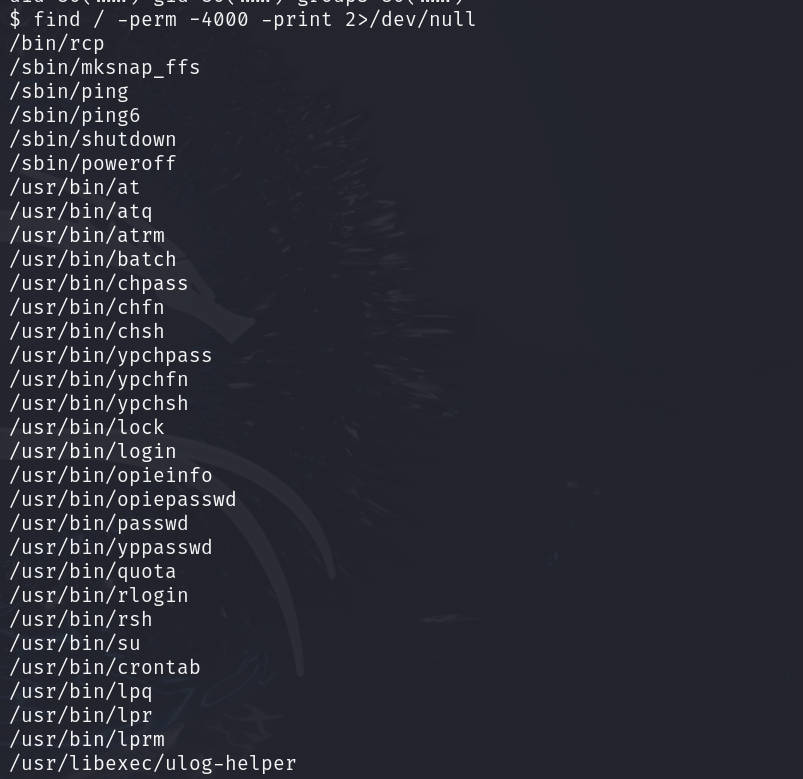 $ find / -perm -4000 -print 2>/dev/null
/bin/rcp
/sbin/mksnap_ffs
/sbin/ping
/sbin/ping6
/sbin/shutdown
/sbin/poweroff
/usr/bin/at
/usr/bin/atq
/usr/bin/atrm
/usr/bin/batch
/usr/bin/chpass
/usr/bin/chfn
/usr/bin/chsh
/usr/bin/ypchpass
/usr/bin/ypchfn
/usr/bin/ypchsh
/usr/bin/lock
/usr/bin/login
/usr/bin/opieinfo
/usr/bin/opiepasswd
/usr/bin/passwd
/usr/bin/yppasswd
/usr/bin/quota
/usr/bin/rlogin
/usr/bin/rsh
/usr/bin/su
/usr/bin/crontab
/usr/bin/lpq
/usr/bin/lpr
/usr/bin/lprm
/usr/libexec/ulog-helper